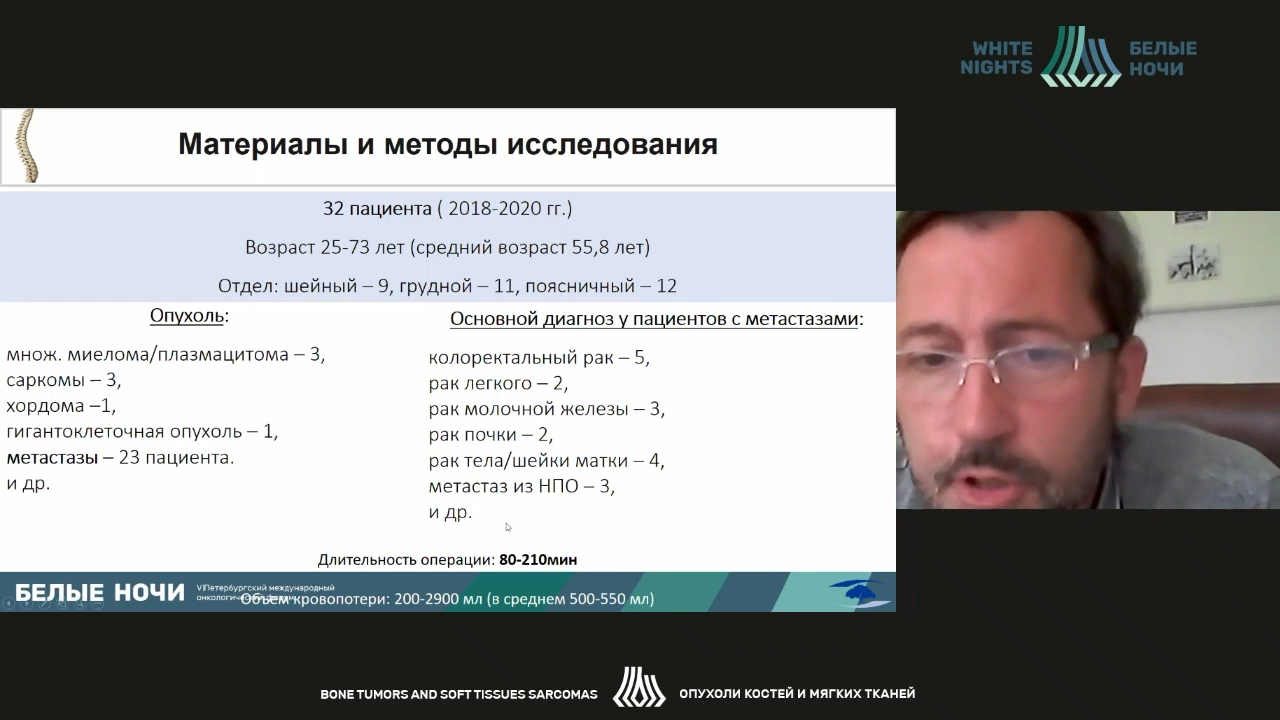 WHITE
NIGHTS
БЕЛЫЕ
НОЧИ
Материалы и методы исследования
32 пациента ( 2018-2020 гг.)
Возраст 25-73 лет (средний возраст 55,8 лет)
Отдел: шейный – 9, грудной – 11, поясничный – 12
Опухоль:
множ. миелома/плазмацитома – 3,
саркомы – 3,
хордома –1,
гигантоклеточная опухоль – 1,
метастазы – 23 пациента.
и др.
Основной диагноз у пациентов с метастазами:
колоректальный рак – 5,
рак легкого – 2,
рак молочной железы – 3,
рак почки – 2,
рак тела/шейки матки – 4,
метастаз из НПО – 3,
и др.
Длительность операции: 80-210мин
БЕЛЫЕ НОЧИ
Петербургский международный
Объем кровопотери: 200-2900 мл (в среднем 500-550 мл)
BONE TUMORS AND SOFT TISSUES SARCOMAS
ОПУХОЛИ КОСТЕЙ И МЯГКИХ ТКАНЕЙ